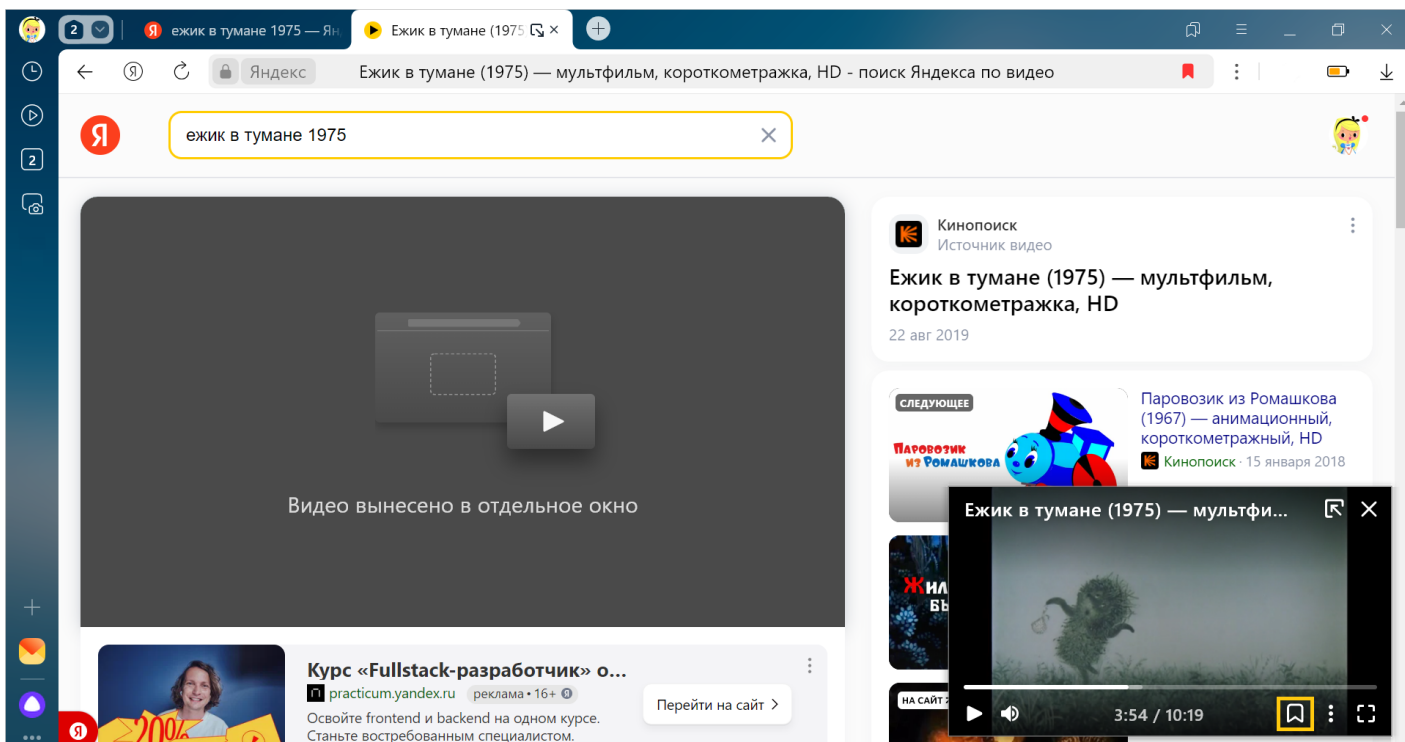 2
Я
ежик в тумане 1975 — Ян
Ежик в тумане (1975
Я
Яндекс
Ежик в тумане (1975) — мультфильм, короткометражка, HD - поиск Яндекса по видео
2
Я
ежик в тумане 1975
Кинопоиск
Источник видео
Ежик в тумане (1975) — мультфильм,
короткометражка, HD
22 авг 2019
Видео вынесено в отдельное окно
СЛЕДУЮЩЕЕ
ПАРОВОЗИК
ИЗ РОМАШКОВА
Паровозик из Ромашкова
(1967) — анимационный,
короткометражный, HD
Кинопоиск · 15 января 2018
Ежик в тумане (1975) — мультфи...
3:54 / 10:19
НА САЙТ
Курс «Fullstack-разработчик» о...
practicum.yandex.ru реклама • 16+
Освойте frontend и backend на одном курсе.
Станьте востребованным специалистом.
Перейти на сайт >
20%
Я